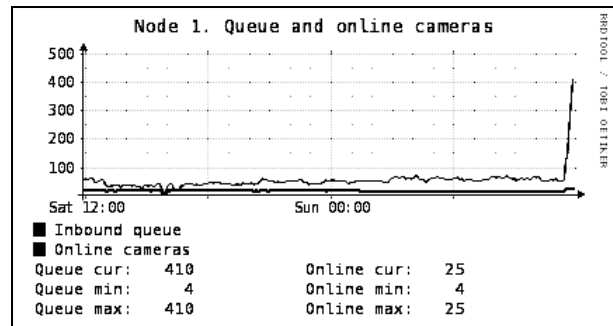 Node 1. Queue and online cameras
RRDTOOL / TOBI OETIKER
500
400
300
200
100
Sat 12:00 Sun 00:00
Inbound queue
Online cameras
Queue cur: 410 Online cur: 25
Queue min: 4 Online min: 4
Queue max: 410 Online max: 25